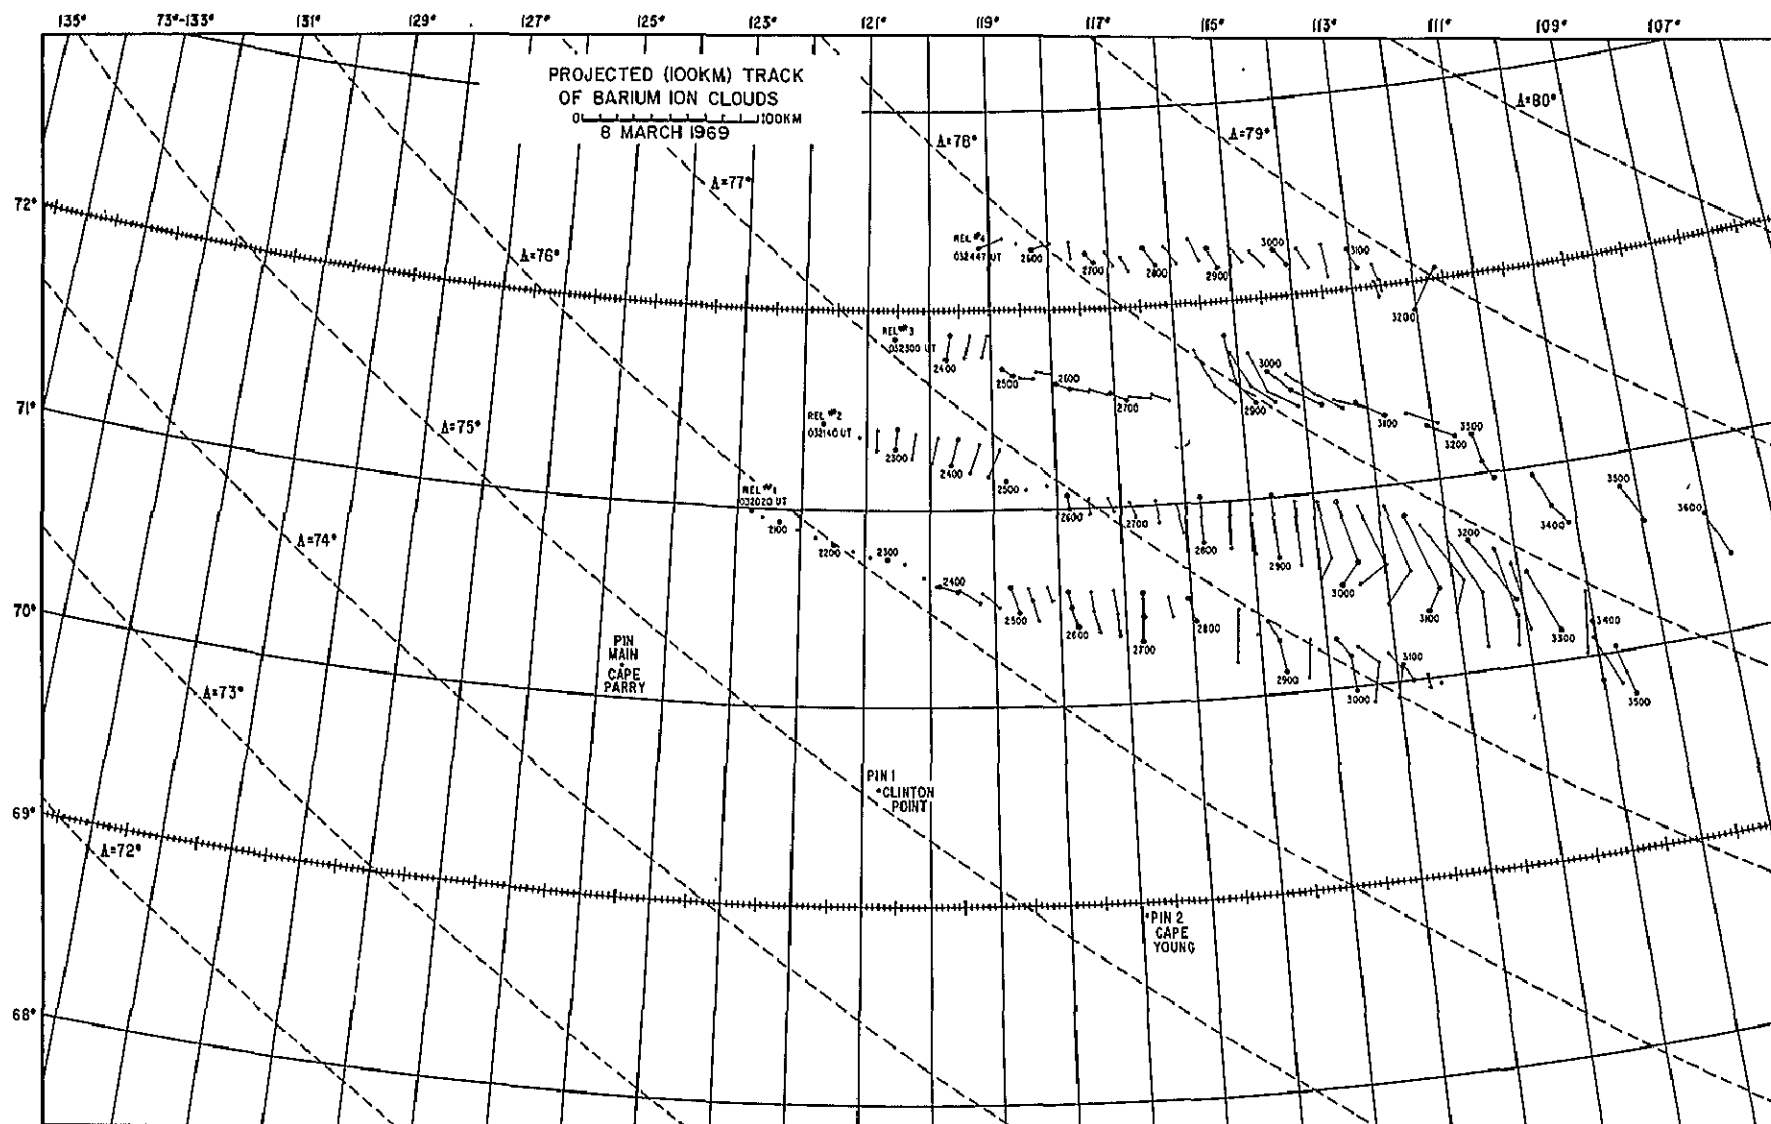 135° 73°-133° 131° 129° 127° 125° 123° 121° 119° 117° 115° 113° 111° 109° 107°
PROJECTED (100KM) TRACK
OF BARIUM ION CLOUDS
0 100KM
8 MARCH 1969
Λ=80°
Λ=79°
Λ=78°
Λ=77°
72°
REL #4
032447 UT
2600
2700
2800
2900
3000
3100
3200
Λ=76°
REL #3
032300 UT
2400
2500
2600
2700
2900
3000
3100
3200
3300
71°
Λ=75°
REL #2
032140 UT
2300
2400
2500
2600
2700
2800
2900
3000
3100
3200
3300
3400
3500
3600
REL #1
032020 UT
2100
2200
2300
2400
2500
2600
2700
2800
2900
3000
3100
3400
3500
Λ=74°
70°
PIN
MAIN
CAPE
PARRY
Λ=73°
PIN 1
CLINTON
POINT
69°
Λ=72°
PIN 2
CAPE
YOUNG
68°